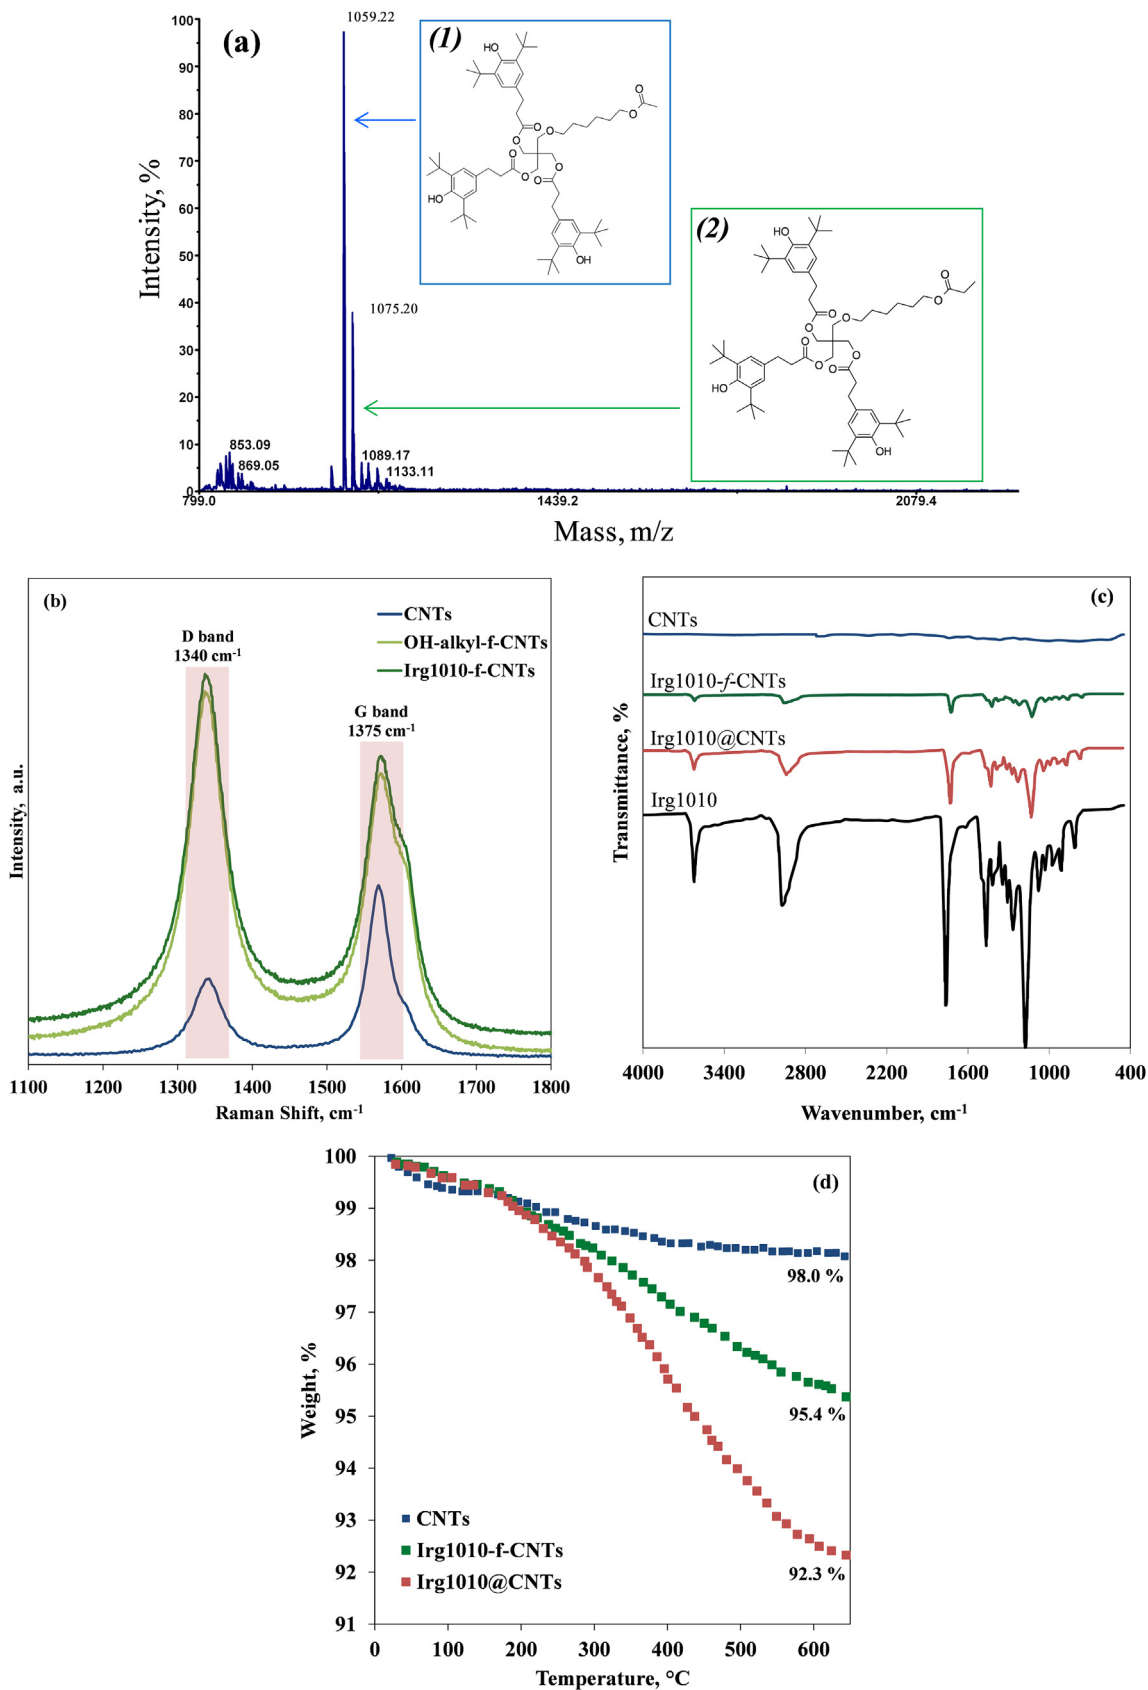 (a)
1059.22
(1)
HO
O
O
O
O
O
O
O
O
O
HO
OH
1075.20
(2)
HO
O
O
O
O
O
O
O
O
O
HO
OH
853.09
869.05
1089.17
1133.11
100
90
80
70
60
50
40
30
20
10
0
Intensity, %
799.0
1439.2
2079.4
Mass, m/z
(b)
CNTs
OH-alkyl-f-CNTs
Irg1010-f-CNTs
D band
1340 cm-1
G band
1375 cm-1
Intensity, a.u.
1100 1200 1300 1400 1500 1600 1700 1800
Raman Shift, cm-1
(c)
CNTs
Irg1010-f-CNTs
Irg1010@CNTs
Irg1010
Transmittance, %
4000 3400 2800 2200 1600 1000 400
Wavenumber, cm-1
(d)
100
99
98
97
96
95
94
93
92
91
Weight, %
98.0 %
95.4 %
92.3 %
CNTs
Irg1010-f-CNTs
Irg1010@CNTs
0 100 200 300 400 500 600
Temperature, °C